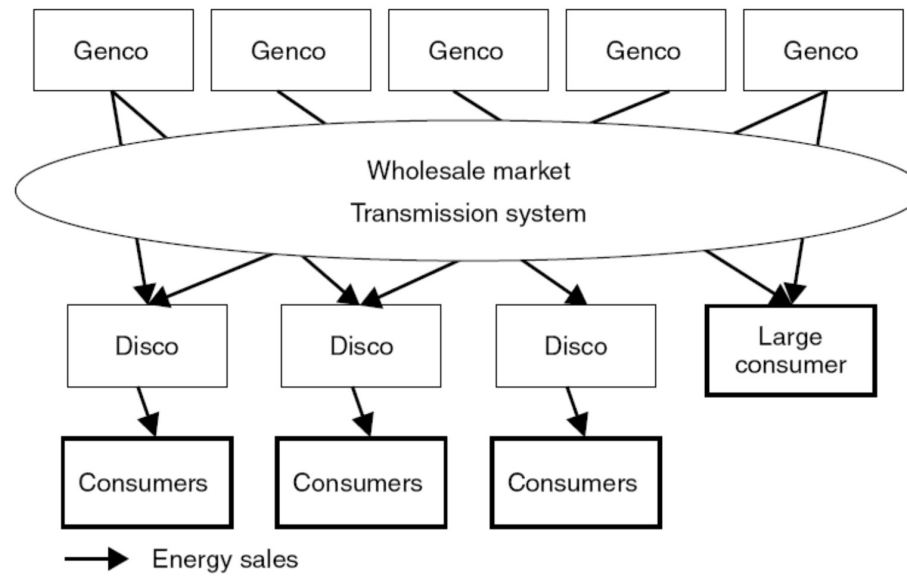 Genco
Genco
Genco
Genco
Genco
Wholesale market
Transmission system
Disco
Disco
Disco
Large
consumer
Consumers
Consumers
Consumers
Energy sales